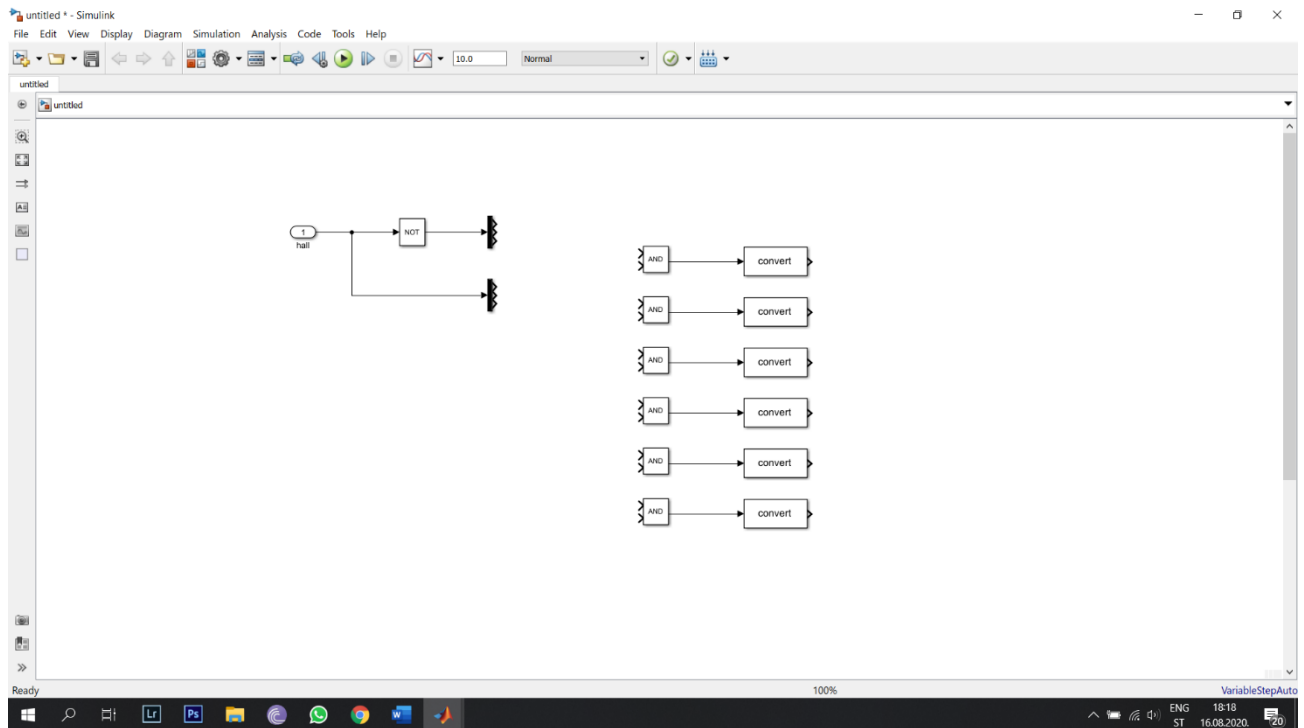 untitled * - Simulink
File Edit View Display Diagram Simulation Analysis Code Tools Help
10.0 Normal
untitled
untitled
1
hall
NOT
AND convert
AND convert
AND convert
AND convert
AND convert
AND convert
Ready 100% VariableStepAuto
Lr Ps W ENG 18:18
ST 16.08.2020. 20